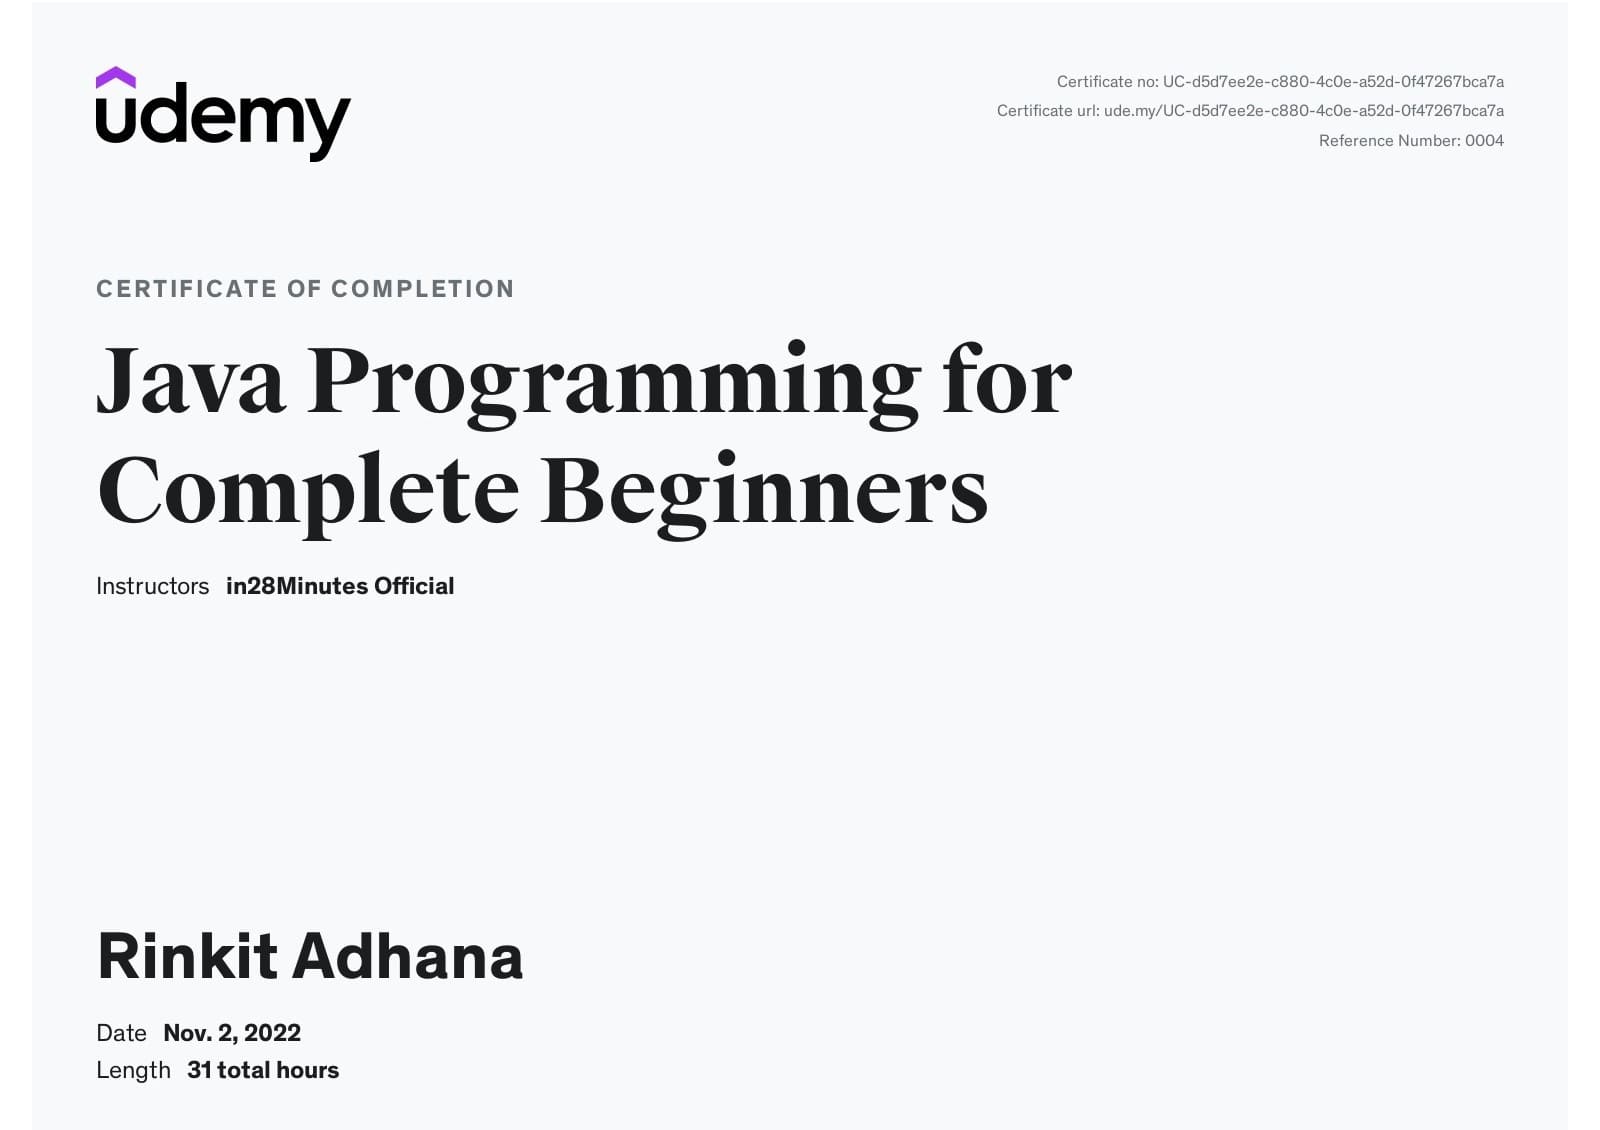 udemy
Certificate no: UC-d5d7ee2e-c880-4c0e-a52d-0f47267bca7a
Certificate url: ude.my/UC-d5d7ee2e-c880-4c0e-a52d-0f47267bca7a
Reference Number: 0004
CERTIFICATE OF COMPLETION
Java Programming for
Complete Beginners
Instructors in28Minutes Official
Rinkit Adhana
Date Nov. 2, 2022
Length 31 total hours